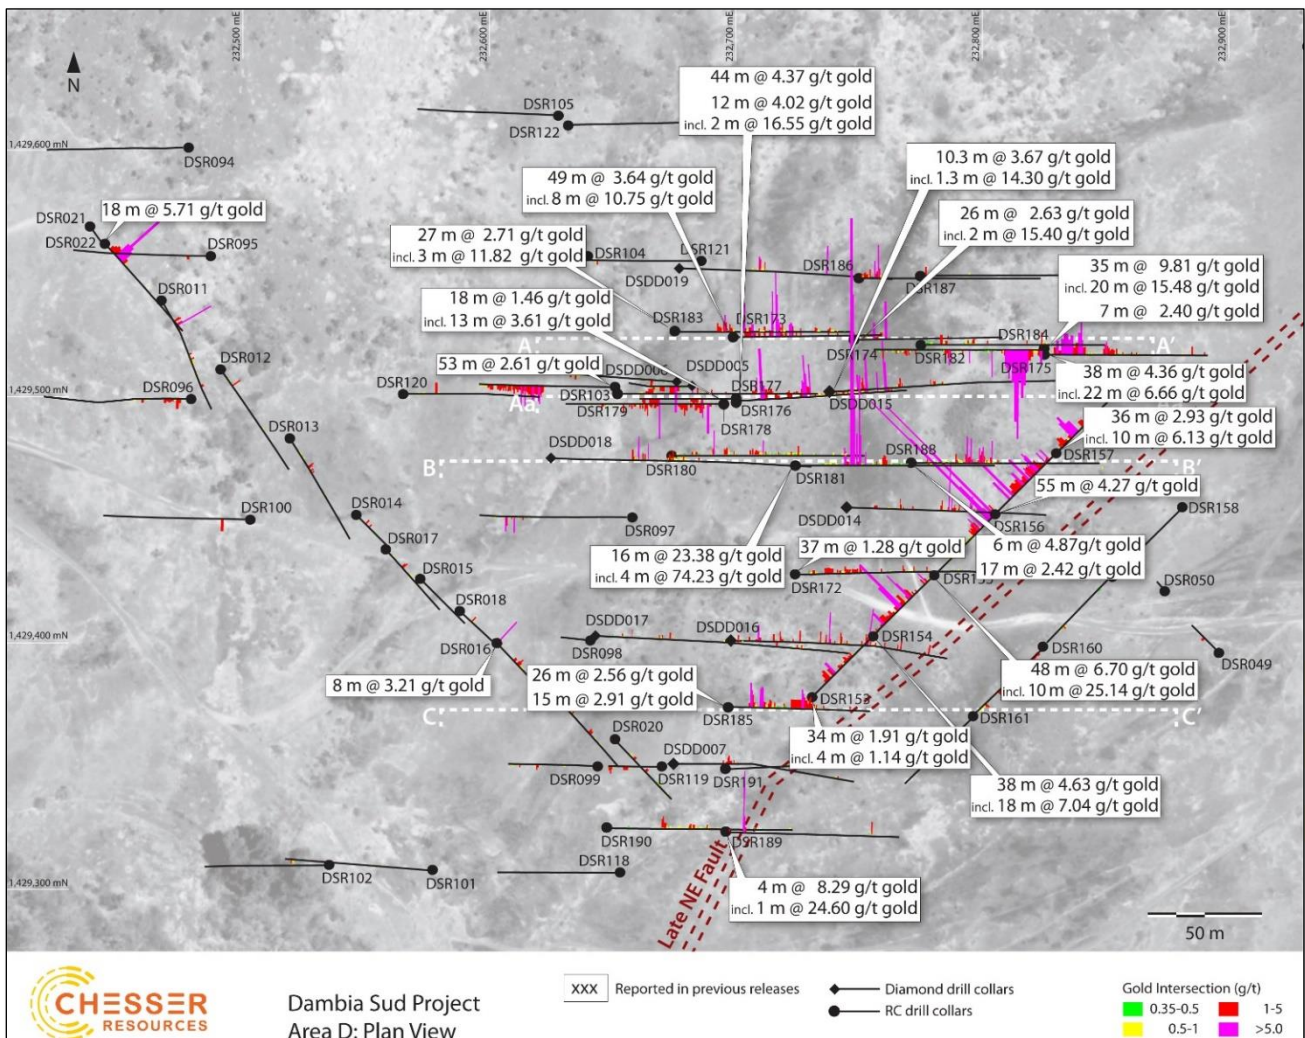 232,500 mE
232,600 mE
232,700 mE
232,800 mE
232,900 mE
N
1,429,600 mN
1,429,500 mN
1,429,400 mN
1,429,300 mN
44 m @ 4.37 g/t gold
12 m @ 4.02 g/t gold
incl. 2 m @ 16.55 g/t gold
DSR105
DSR122
DSR094
10.3 m @ 3.67 g/t gold
incl. 1.3 m @ 14.30 g/t gold
49 m @ 3.64 g/t gold
incl. 8 m @ 10.75 g/t gold
18 m @ 5.71 g/t gold
DSR021
DSR022
DSR095
26 m @ 2.63 g/t gold
incl. 2 m @ 15.40 g/t gold
27 m @ 2.71 g/t gold
incl. 3 m @ 11.82 g/t gold
DSR104
DSR121
DSDD019
DSR186
DSR187
35 m @ 9.81 g/t gold
incl. 20 m @ 15.48 g/t gold
7 m @ 2.40 g/t gold
DSR011
18 m @ 1.46 g/t gold
incl. 13 m @ 3.61 g/t gold
DSR183
DSR173
A
A'
DSR184
DSR182
DSR174
DSR175
DSR012
53 m @ 2.61 g/t gold
DSDD005
38 m @ 4.36 g/t gold
incl. 22 m @ 6.66 g/t gold
DSR096
DSR120
DSR103
DSR179
DSR177
DSR176
DSR178
DSDD015
Aa
36 m @ 2.93 g/t gold
incl. 10 m @ 6.13 g/t gold
DSR013
DSDD018
B
B'
DSR180
DSR181
DSR188
DSR157
55 m @ 4.27 g/t gold
DSR014
DSR100
DSR097
DSDD014
DSR156
DSR158
DSR017
16 m @ 23.38 g/t gold
incl. 4 m @ 74.23 g/t gold
37 m @ 1.28 g/t gold
6 m @ 4.87g/t gold
17 m @ 2.42 g/t gold
DSR015
DSR172
DSR050
DSR018
DSDD017
DSDD016
DSR016
DSR098
DSR154
DSR160
DSR049
8 m @ 3.21 g/t gold
26 m @ 2.56 g/t gold
15 m @ 2.91 g/t gold
48 m @ 6.70 g/t gold
incl. 10 m @ 25.14 g/t gold
C
C'
DSR185
DSR153
DSR161
DSR020
34 m @ 1.91 g/t gold
incl. 4 m @ 1.14 g/t gold
DSDD007
DSR099
DSR119
DSR191
38 m @ 4.63 g/t gold
incl. 18 m @ 7.04 g/t gold
DSR190
DSR189
DSR102
DSR101
DSR118
Late NE Fault
4 m @ 8.29 g/t gold
incl. 1 m @ 24.60 g/t gold
50 m
CHESSER
RESOURCES
Dambia Sud Project
Area D: Plan View
XXX
Reported in previous releases
Diamond drill collars
RC drill collars
Gold Intersection (g/t)
0.35-0.5
1-5
0.5-1
>5.0